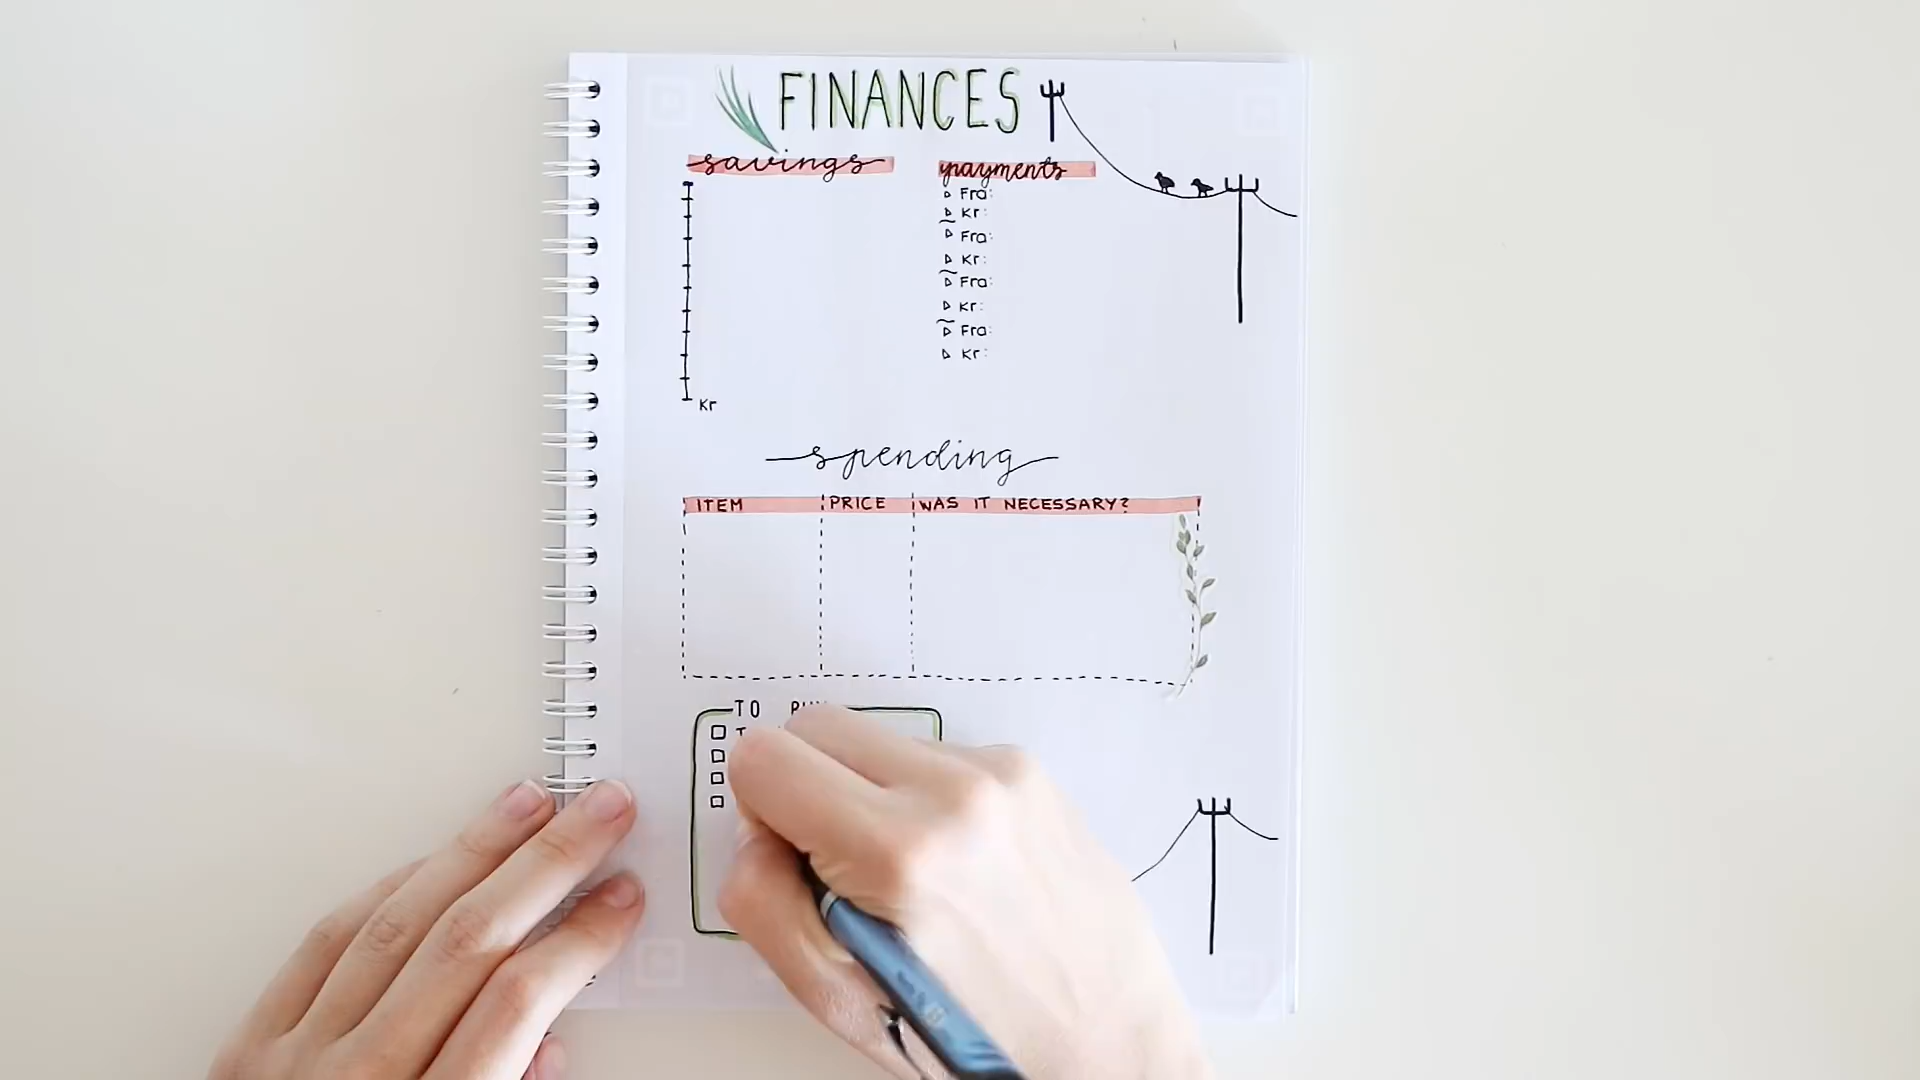 FINANCES
savings
payments
Fra:
Kr:
Fra:
Kr:
Fra:
Kr:
Fra:
Kr:
Kr
spending
ITEM PRICE WAS IT NECESSARY?
TO